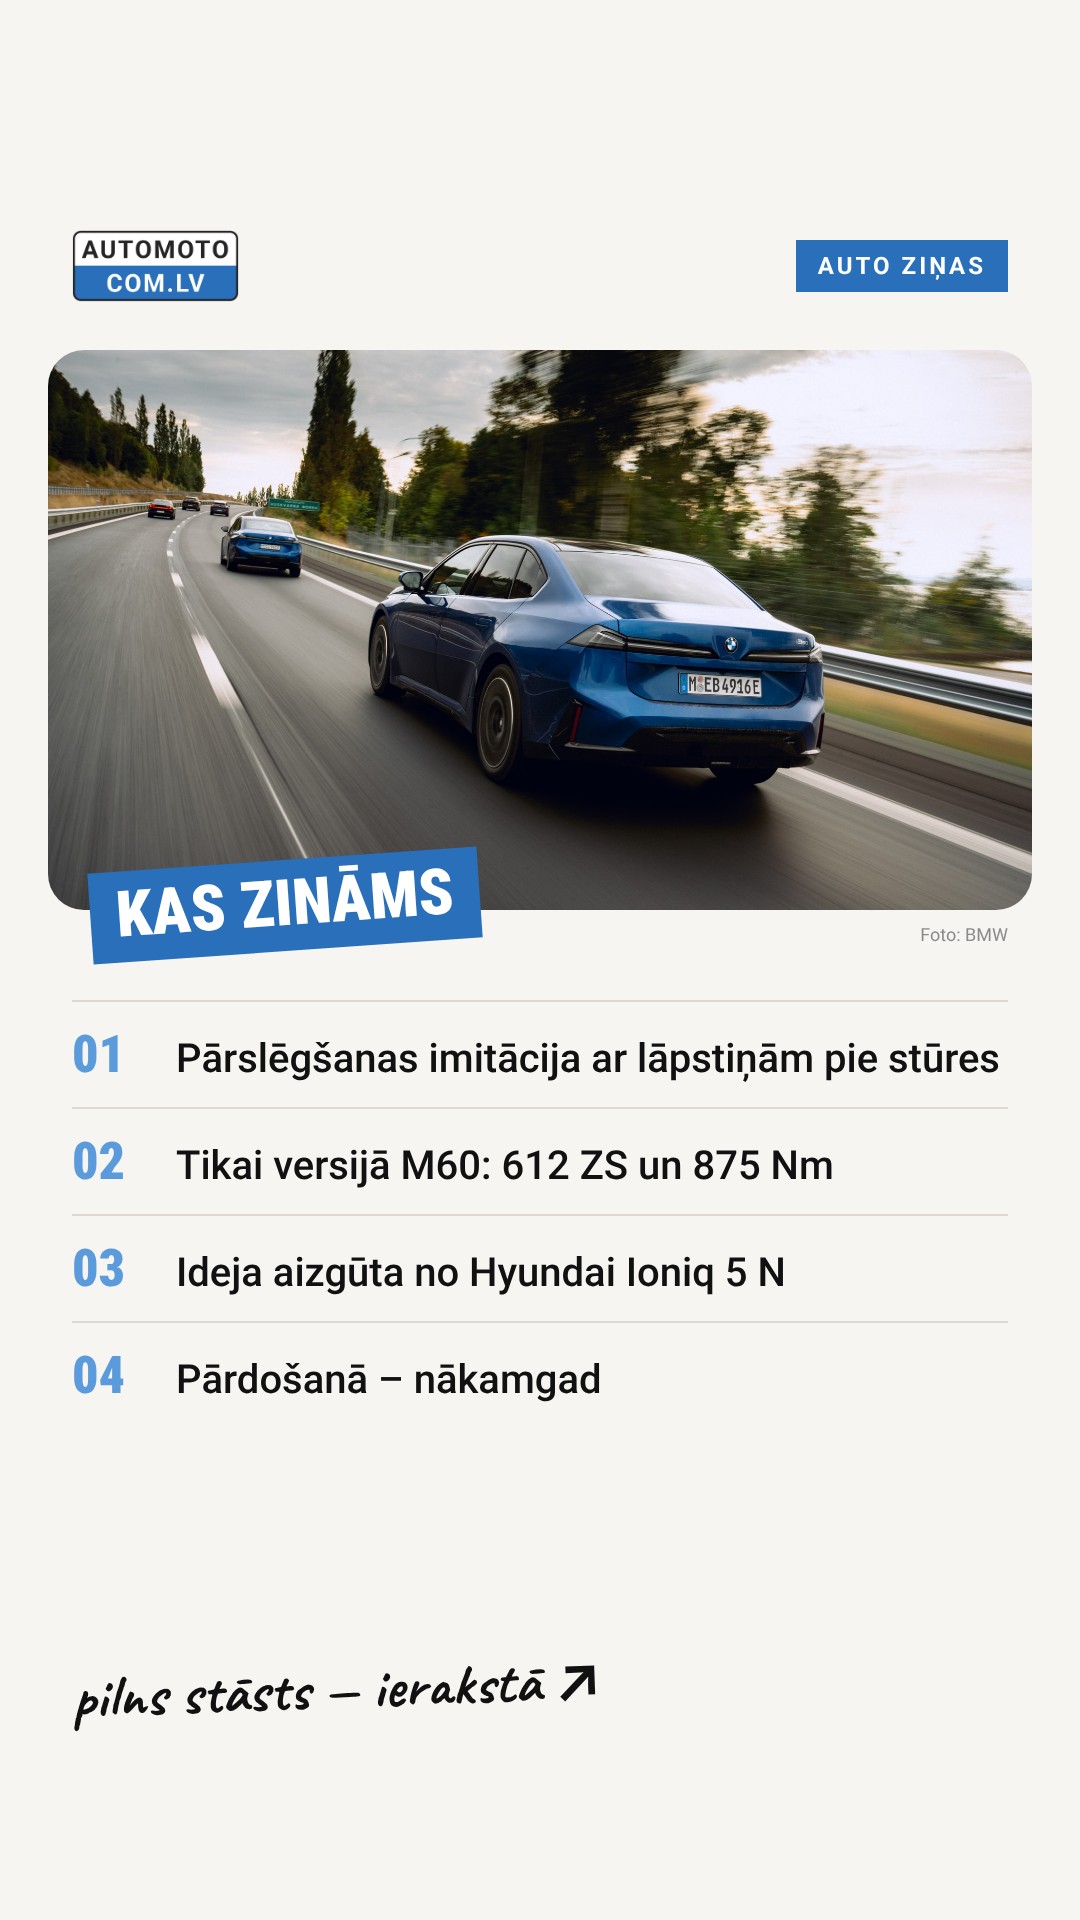 AUTOMOTO
COM.LV
AUTO ZIŅAS
M EB 4916E
KAS ZINĀMS
Foto: BMW
01 Pārslēgšanas imitācija ar lāpstiņām pie stūres
02 Tikai versijā M60: 612 ZS un 875 Nm
03 Ideja aizgūta no Hyundai Ioniq 5 N
04 Pārdošanā – nākamgad
pilns stāsts – ierakstā ↗